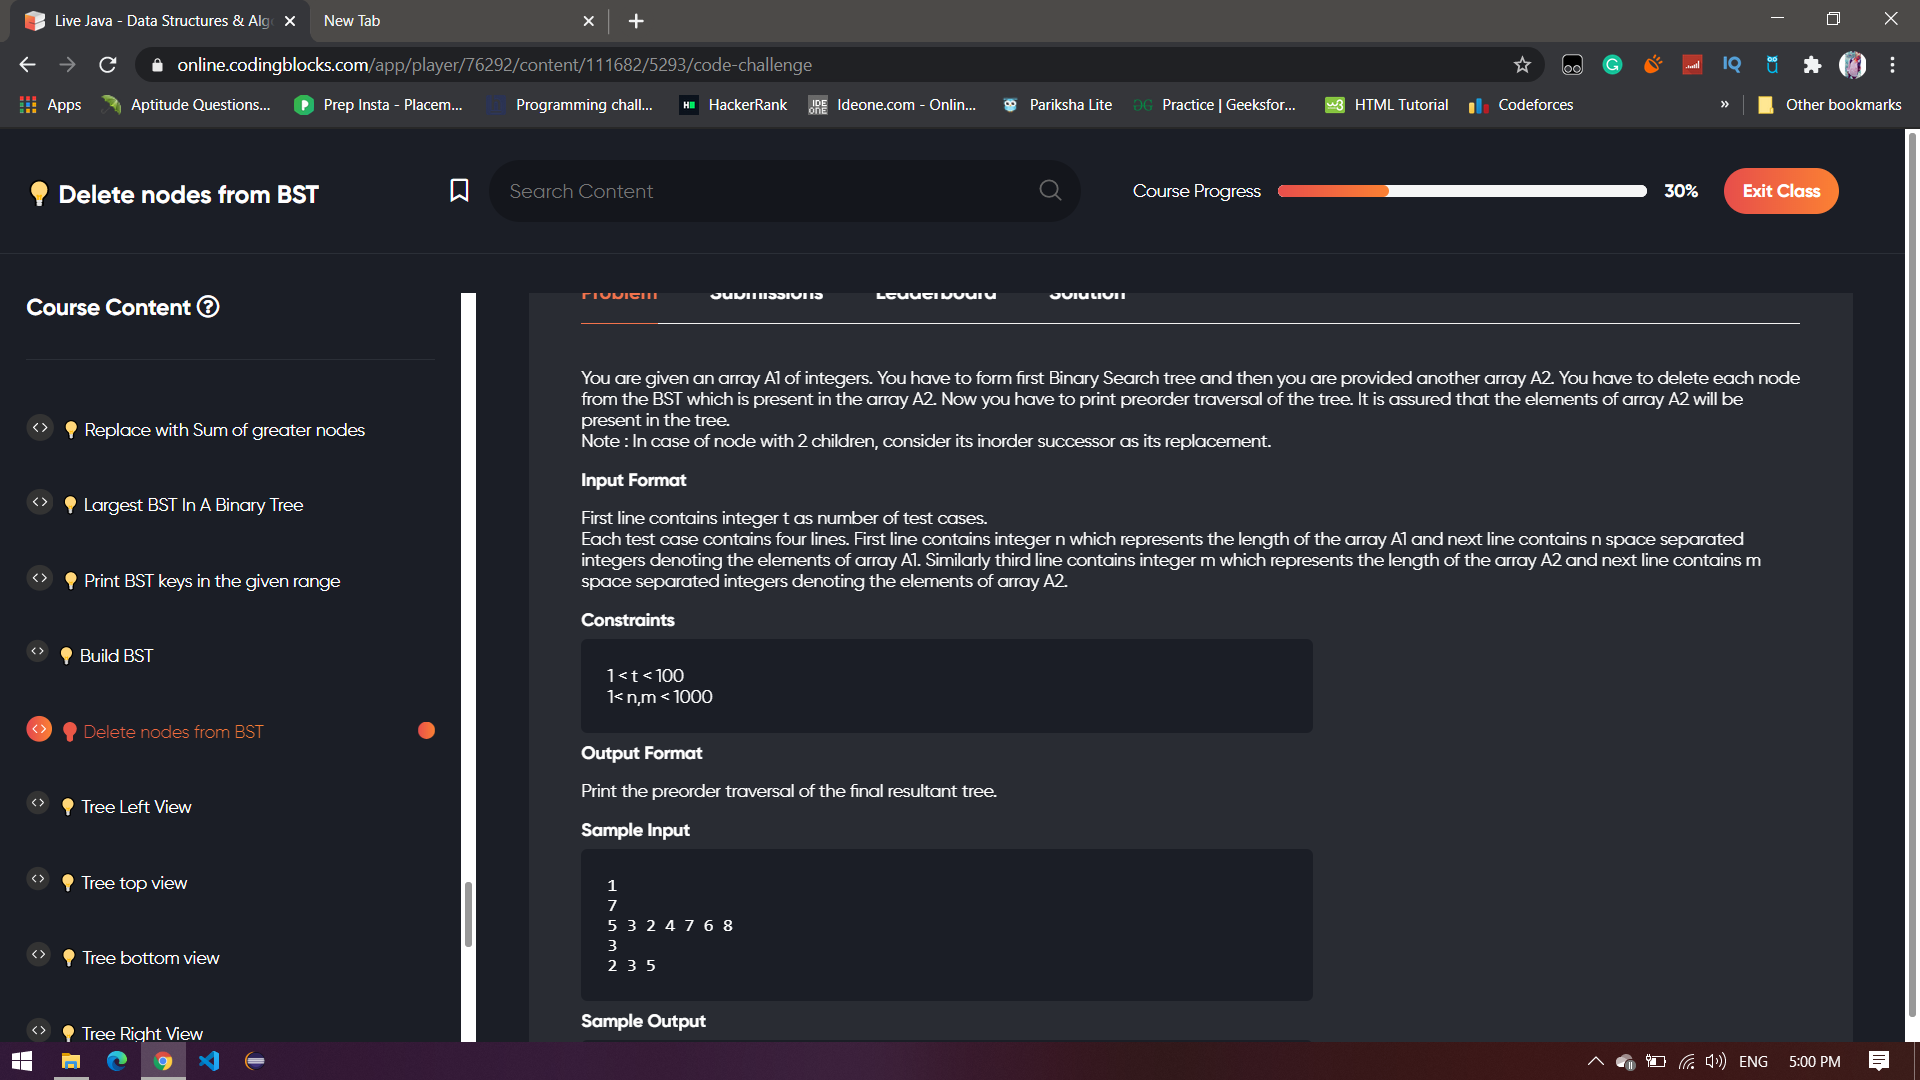 Live Java - Data Structures & Algo
New Tab
online.codingblocks.com/app/player/76292/content/111682/5293/code-challenge
IQ
Apps
Aptitude Questions...
Prep Insta - Placem...
Programming chall...
HackerRank
Ideone.com - Onlin...
Pariksha Lite
Practice | Geeksfor...
HTML Tutorial
Codeforces
»
Other bookmarks
Delete nodes from BST
Search Content
Course Progress
30%
Exit Class
Course Content
Problem
Submissions
Leaderboard
Solution
Replace with Sum of greater nodes
Largest BST In A Binary Tree
Print BST keys in the given range
Build BST
Delete nodes from BST
Tree Left View
Tree top view
Tree bottom view
Tree Right View
You are given an array A1 of integers. You have to form first Binary Search tree and then you are provided another array A2. You have to delete each node
from the BST which is present in the array A2. Now you have to print preorder traversal of the tree. It is assured that the elements of array A2 will be
present in the tree.
Note : In case of node with 2 children, consider its inorder successor as its replacement.
Input Format
First line contains integer t as number of test cases.
Each test case contains four lines. First line contains integer n which represents the length of the array A1 and next line contains n space separated
integers denoting the elements of array A1. Similarly third line contains integer m which represents the length of the array A2 and next line contains m
space separated integers denoting the elements of array A2.
Constraints
1 < t < 100
1< n,m < 1000
Output Format
Print the preorder traversal of the final resultant tree.
Sample Input
1
7
5 3 2 4 7 6 8
3
2 3 5
Sample Output
ENG
5:00 PM